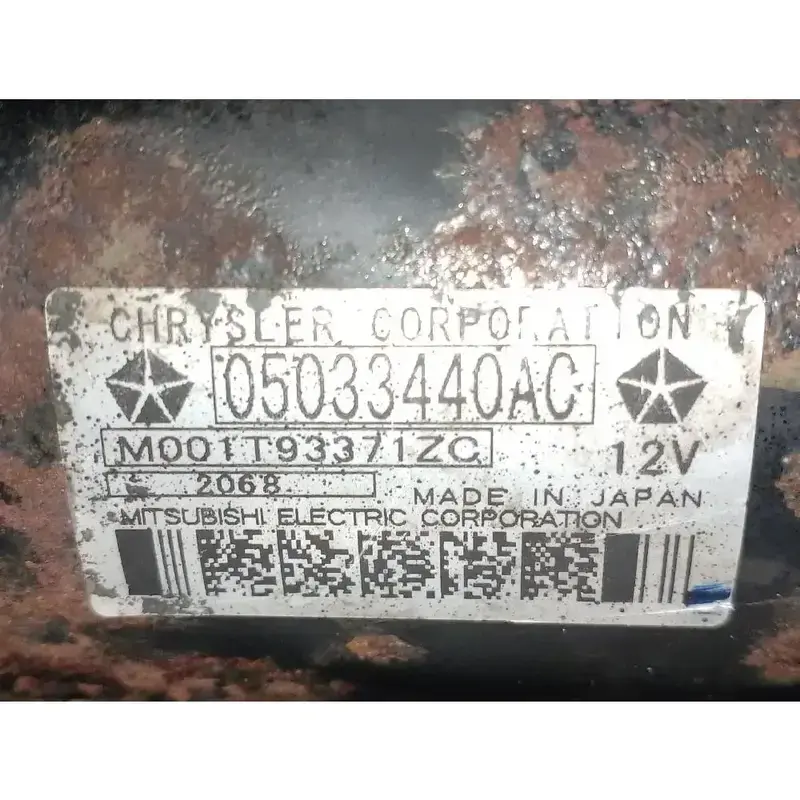 CHRYSLER CORPORATION
05033440AC
M001T93371ZC 12V
2068
MADE IN JAPAN
MITSUBISHI ELECTRIC CORPORATION